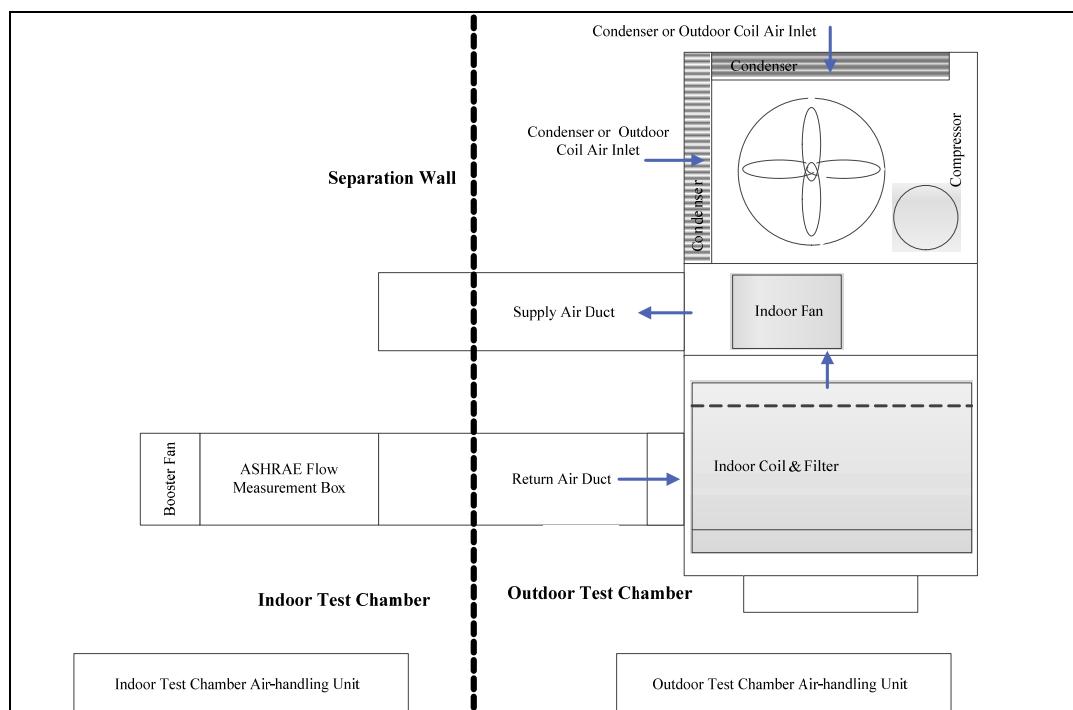 Condenser or Outdoor Coil Air Inlet
Condenser
Condenser or Outdoor
Coil Air Inlet
Condenser
Compressor
Separation Wall
Supply Air Duct
Indoor Fan
Booster Fan
ASHRAE Flow
Measurement Box
Return Air Duct
Indoor Coil & Filter
Indoor Test Chamber
Outdoor Test Chamber
Indoor Test Chamber Air-handling Unit
Outdoor Test Chamber Air-handling Unit